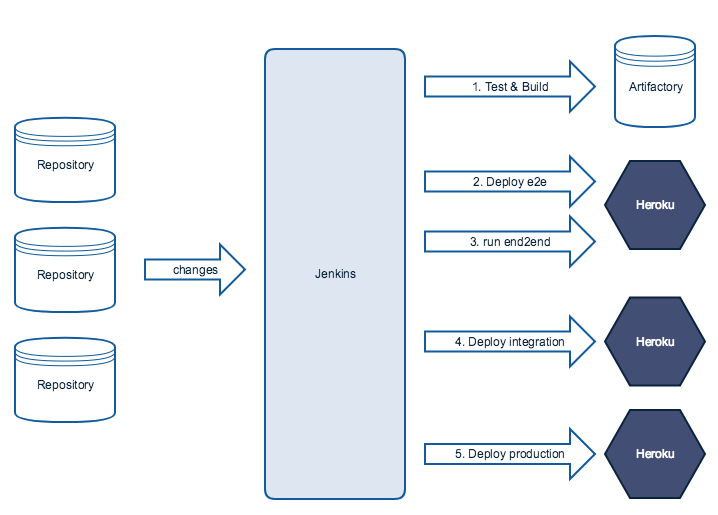 Repository
Repository
Repository
changes
Jenkins
1. Test & Build
Artifactory
2. Deploy e2e
3. run end2end
Heroku
4. Deploy integration
Heroku
5. Deploy production
Heroku